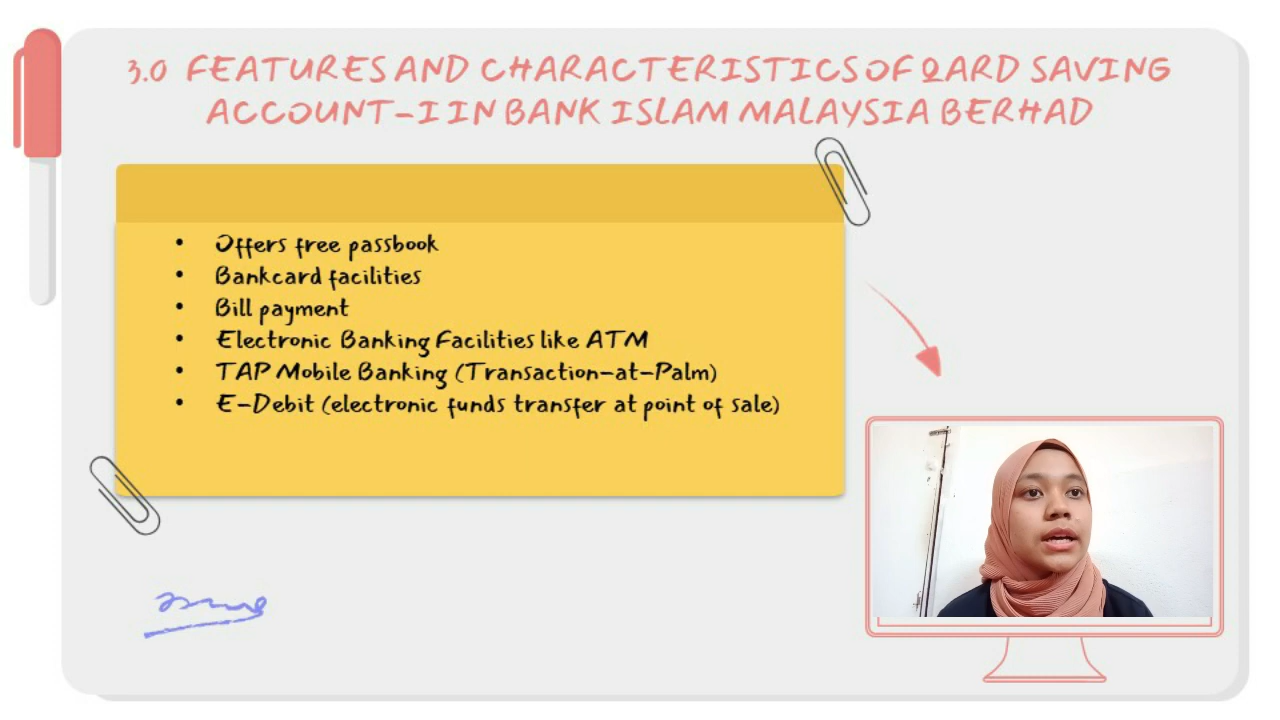 3.0 FEATURES AND CHARACTERISTICS OF QARD SAVING
ACCOUNT-I IN BANK ISLAM MALAYSIA BERHAD
• Offers free passbook
• Bankcard facilities
• Bill payment
• Electronic Banking Facilities like ATM
• TAP Mobile Banking (Transaction-at-Palm)
• E-Debit (electronic funds transfer at point of sale)